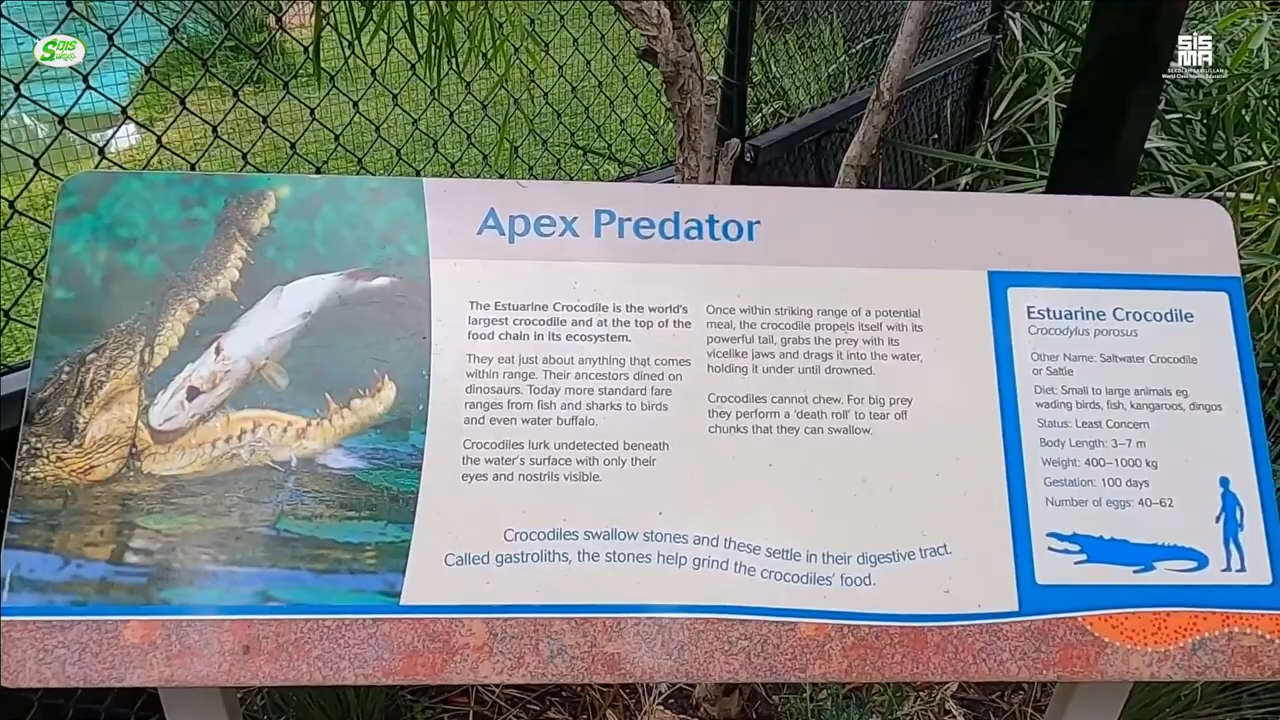 SDIS
SIS
MA
Apex Predator
The Estuarine Crocodile is the world's
largest crocodile and at the top of the
food chain in its ecosystem.
They eat just about anything that comes
within range. Their ancestors dined on
dinosaurs. Today more standard fare
ranges from fish and sharks to birds
and even water buffalo.
Crocodiles lurk undetected beneath
the water's surface with only their
eyes and nostrils visible.
Once within striking range of a potential
meal, the crocodile propels itself with its
powerful tail, grabs the prey with its
vicelike jaws and drags it into the water,
holding it under until drowned.
Crocodiles cannot chew. For big prey
they perform a 'death roll' to tear off
chunks that they can swallow.
Crocodiles swallow stones and these settle in their digestive tract.
Called gastroliths, the stones help grind the crocodiles' food.
Estuarine Crocodile
Crocodylus porosus
Other Name: Saltwater Crocodile
or Saltie
Diet: Small to large animals eg.
wading birds, fish, kangaroos, dingos
Status: Least Concern
Body Length: 3–7 m
Weight: 400–1000 kg
Gestation: 100 days
Number of eggs: 40–62